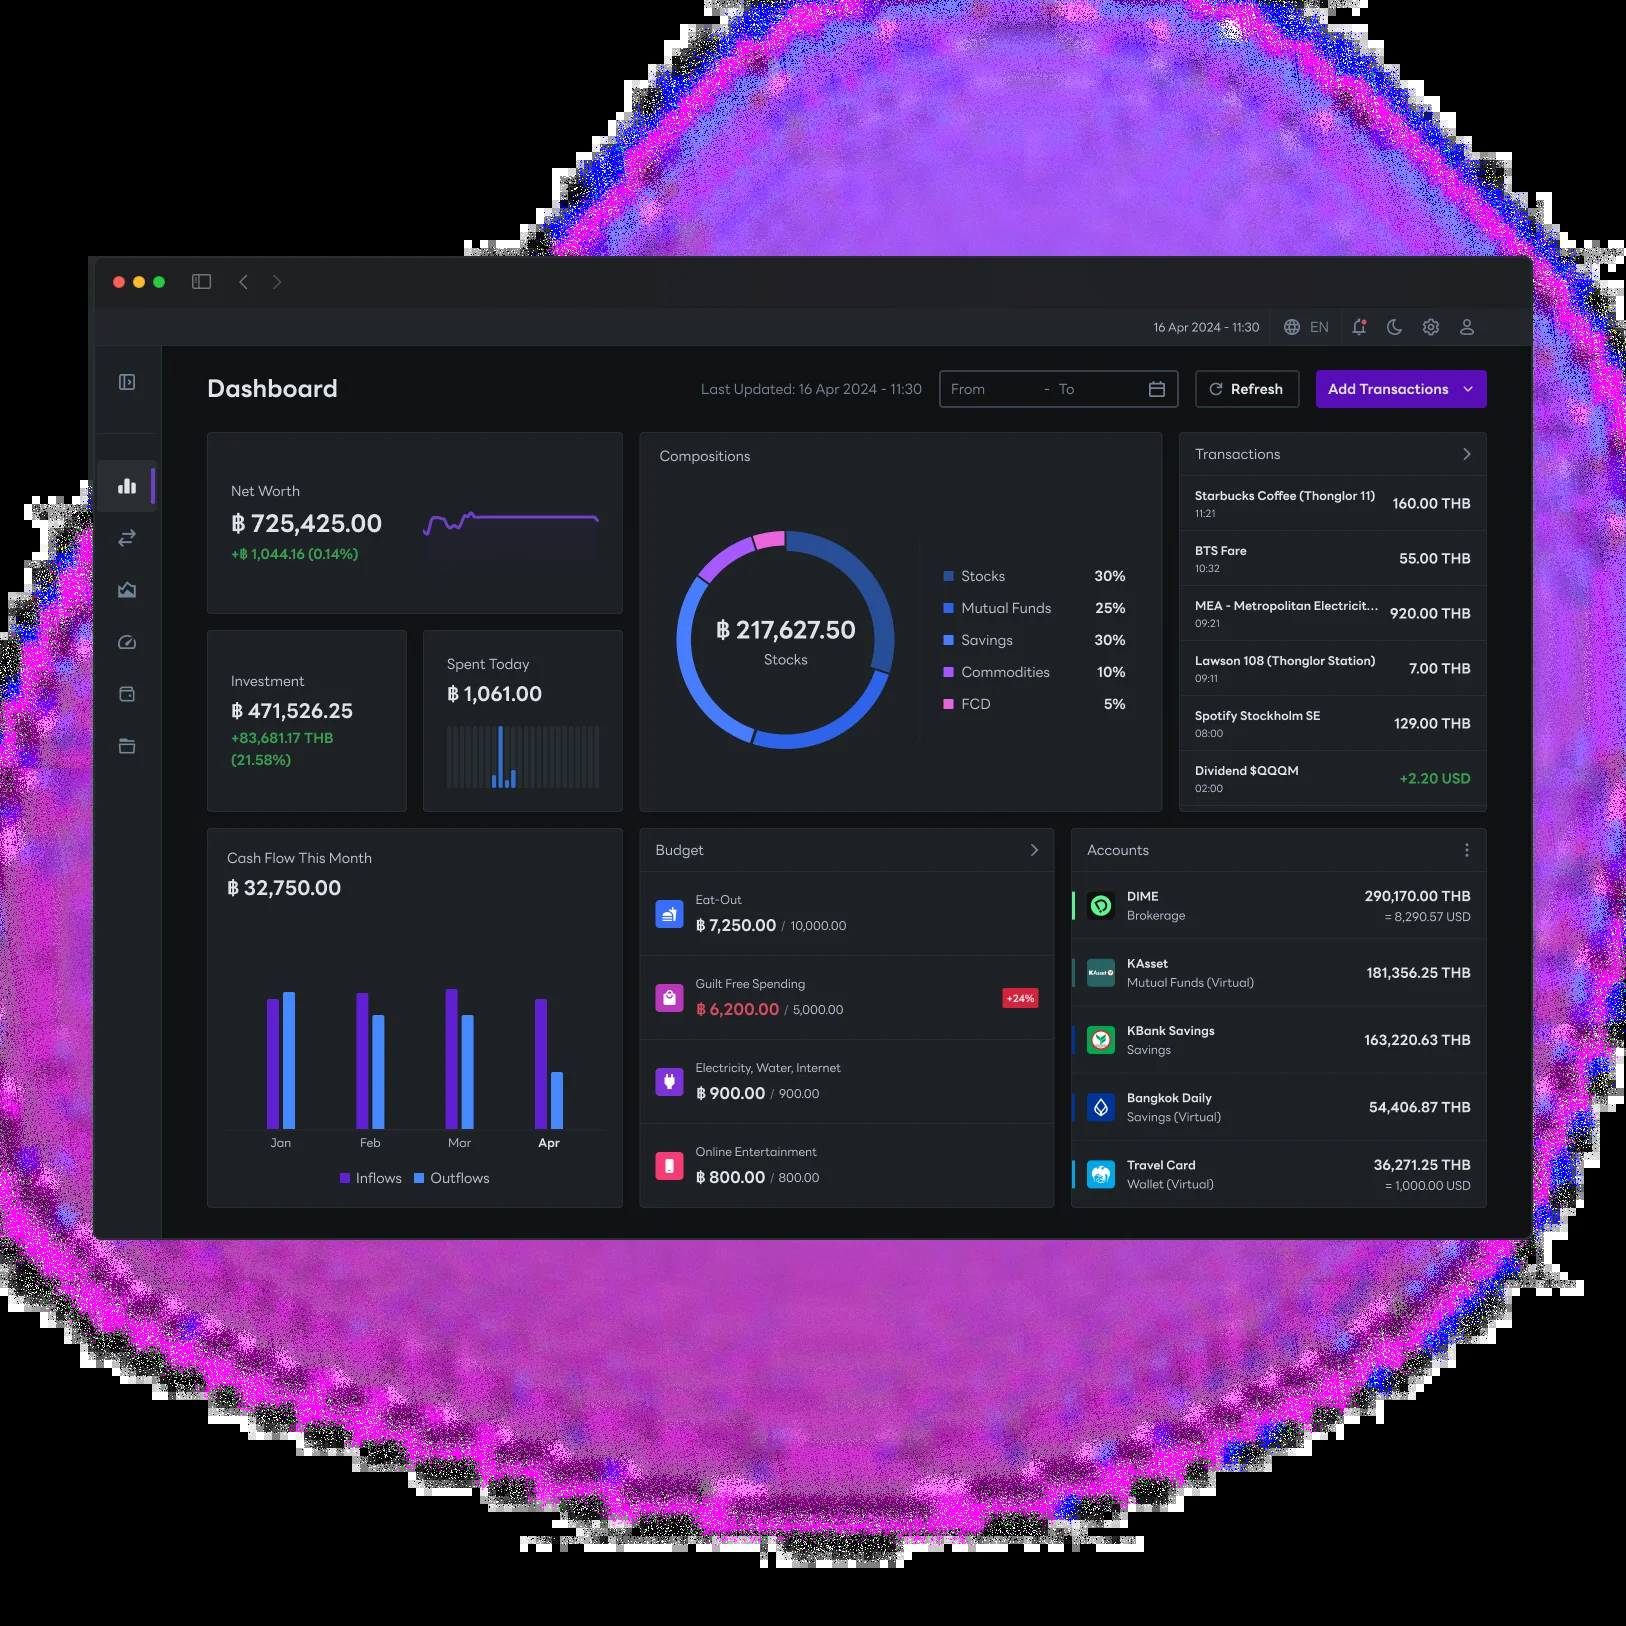 16 Apr 2024 - 11:30
EN
Dashboard
Last Updated: 16 Apr 2024 - 11:30
From - To
Refresh
Add Transactions
Net Worth
฿ 725,425.00
+฿ 1,044.16 (0.14%)
Investment
฿ 471,526.25
+83,681.17 THB
(21.58%)
Spent Today
฿ 1,061.00
Compositions
฿ 217,627.50
Stocks
Stocks 30%
Mutual Funds 25%
Savings 30%
Commodities 10%
FCD 5%
Transactions
Starbucks Coffee (Thonglor 11) 160.00 THB
11:21
BTS Fare 55.00 THB
10:32
MEA - Metropolitan Electricit... 920.00 THB
09:21
Lawson 108 (Thonglor Station) 7.00 THB
09:11
Spotify Stockholm SE 129.00 THB
08:00
Dividend $QQQM +2.20 USD
02:00
Cash Flow This Month
฿ 32,750.00
Jan Feb Mar Apr
Inflows Outflows
Budget
Eat-Out
฿ 7,250.00 / 10,000.00
Guilt Free Spending
฿ 6,200.00 / 5,000.00
+24%
Electricity, Water, Internet
฿ 900.00 / 900.00
Online Entertainment
฿ 800.00 / 800.00
Accounts
DIME 290,170.00 THB
Brokerage = 8,290.57 USD
KAsset
KAsset 181,356.25 THB
Mutual Funds (Virtual)
KBank Savings 163,220.63 THB
Savings
Bangkok Daily 54,406.87 THB
Savings (Virtual)
Travel Card 36,271.25 THB
Wallet (Virtual) = 1,000.00 USD